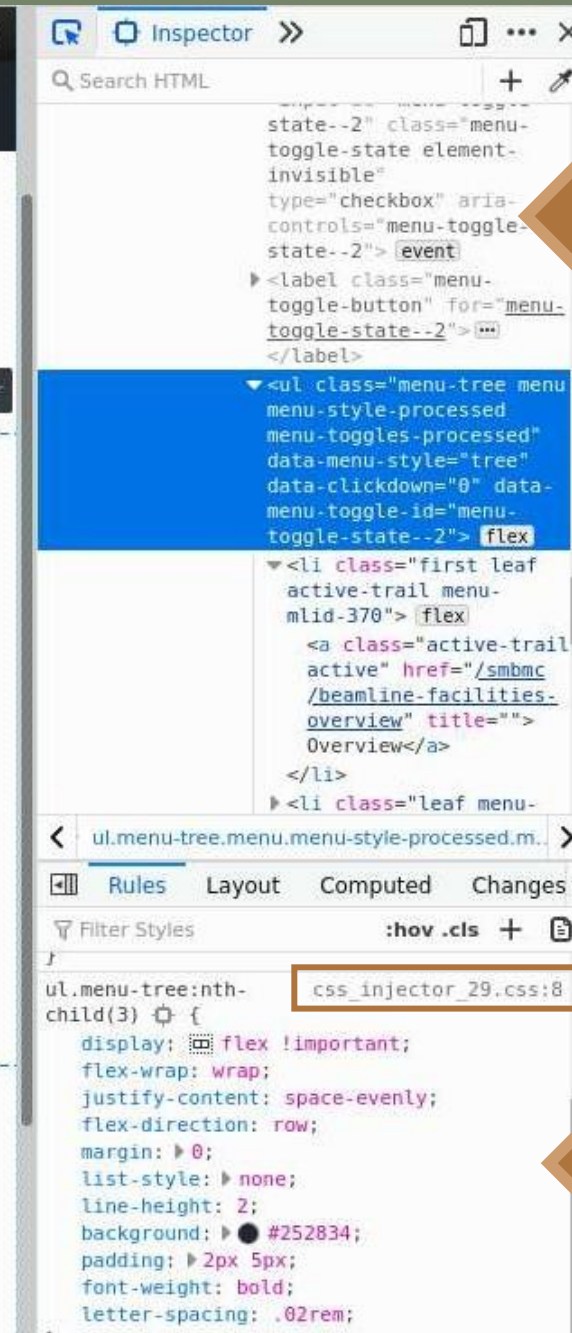 Inspector
Search HTML +
state--2" class="menu-
toggle-state element-
invisible"
type="checkbox" aria-
controls="menu-toggle-
state--2"> event
<label class="menu-
toggle-button" for="menu-
toggle-state--2">
</label>
<ul class="menu-tree menu
menu-style-processed
menu-toggles-processed"
data-menu-style="tree"
data-clickdown="0" data-
menu-toggle-id="menu-
toggle-state--2"> flex
<li class="first leaf
active-trail menu-
mlid-370"> flex
<a class="active-trail
active" href="/smbmc
/beamline-facilities-
overview" title="">
Overview</a>
</li>
<li class="leaf menu-
ul.menu-tree.menu.menu-style-processed.m..
Rules Layout Computed Changes
Filter Styles :hov .cls +
}
ul.menu-tree:nth- css_injector_29.css:8
child(3) {
display: flex !important;
flex-wrap: wrap;
justify-content: space-evenly;
flex-direction: row;
margin: 0;
list-style: none;
line-height: 2;
background: #252834;
padding: 2px 5px;
font-weight: bold;
letter-spacing: .02rem;